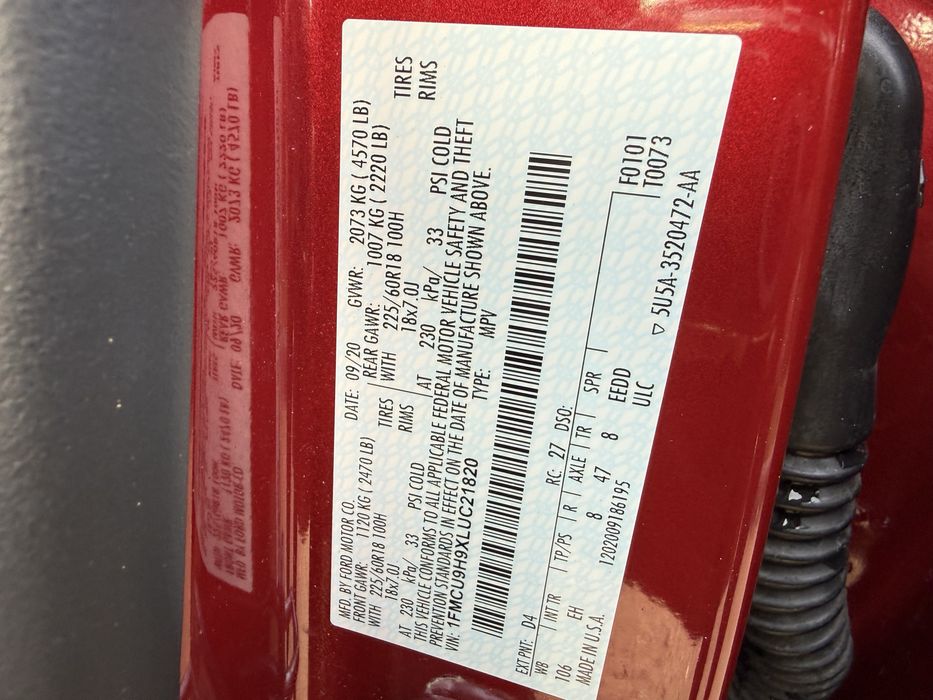 MFD. BY FORD MOTOR CO.
DATE: 09/20 GVWR: 2073 KG ( 4570 LB)
FRONT GAWR: 1120 KG ( 2470 LB) REAR GAWR: 1007 KG ( 2220 LB)
WITH 225/60R18 100H TIRES WITH 225/60R18 100H TIRES
18x7.0J RIMS 18x7.0J RIMS
AT 230 kPa/ 33 PSI COLD AT 230 kPa/ 33 PSI COLD
THIS VEHICLE CONFORMS TO ALL APPLICABLE FEDERAL MOTOR VEHICLE SAFETY AND THEFT
PREVENTION STANDARDS IN EFFECT ON THE DATE OF MANUFACTURE SHOWN ABOVE.
VIN: 1FMCU9H9XLUC21820 TYPE: MPV
EXT PNT: D4 RC: 27 DSO: F0101
WB INT TR TP/PS R AXLE TR SPR T0073
106 EH 8 47 8 EEDD
MADE IN U.S.A. 12020091861​95 ULC
▽ 5U5A-3520472-AA